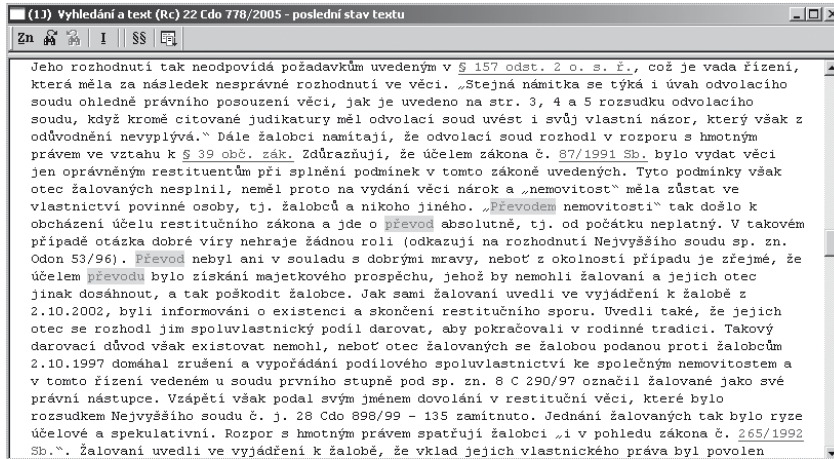 (1J) Vyhledání a text (Rc) 22 Cdo 778/2005 - poslední stav textu
Zn I §§
Jeho rozhodnutí tak neodpovídá požadavkům uvedeným v § 157 odst. 2 o. s. ř., což je vada řízení,
která měla za následek nesprávné rozhodnutí ve věci. „Stejná námitka se týká i úvah odvolacího
soudu ohledně právního posouzení věci, jak je uvedeno na str. 3, 4 a 5 rozsudku odvolacího
soudu, když kromě citované judikatury měl odvolací soud uvést i svůj vlastní názor, který však z
odůvodnění nevyplývá.“ Dále žalobci namítají, že odvolací soud rozhodl v rozporu s hmotným
právem ve vztahu k § 39 obč. zák. Zdůrazňují, že účelem zákona č. 87/1991 Sb. bylo vydat věci
jen oprávněným restituentům při splnění podmínek v tomto zákoně uvedených. Tyto podmínky však
otec žalovaných nesplnil, neměl proto na vydání věci nárok a „nemovitost“ měla zůstat ve
vlastnictví povinné osoby, tj. žalobců a nikoho jiného. „Převodem nemovitosti“ tak došlo k
obcházení účelu restitučního zákona a jde o převod absolutně, tj. od počátku neplatný. V takovém
případě otázka dobré víry nehraje žádnou roli (odkazují na rozhodnutí Nejvyššího soudu sp. zn.
Odon 53/96). Převod nebyl ani v souladu s dobrými mravy, neboť z okolností případu je zřejmé, že
účelem převodu bylo získání majetkového prospěchu, jehož by nemohli žalovaní a jejich otec
jinak dosáhnout, a tak poškodit žalobce. Jak sami žalovaní uvedli ve vyjádření k žalobě z
2.10.2002, byli informováni o existenci a skončení restitučního sporu. Uvedli také, že jejich
otec se rozhodl jim spoluvlastnický podíl darovat, aby pokračovali v rodinné tradici. Takový
darovací důvod však existovat nemohl, neboť otec žalovaných se žalobou podanou proti žalobcům
2.10.1997 domáhal zrušení a vypořádání podílového spoluvlastnictví ke společným nemovitostem a
v tomto řízení vedeném u soudu prvního stupně pod sp. zn. 8 C 290/97 označil žalované jako své
právní nástupce. Vzápětí však podal svým jménem dovolání v restituční věci, které bylo
rozsudkem Nejvyššího soudu č. j. 28 Cdo 898/99 - 135 zamítnuto. Jednání žalovaných tak bylo ryze
účelové a spekulativní. Rozpor s hmotným právem spatřují žalobci „i v pohledu zákona č. 265/1992
Sb.“. Žalovaní uvedli ve vyjádření k žalobě, že vklad jejich vlastnického práva byl povolen